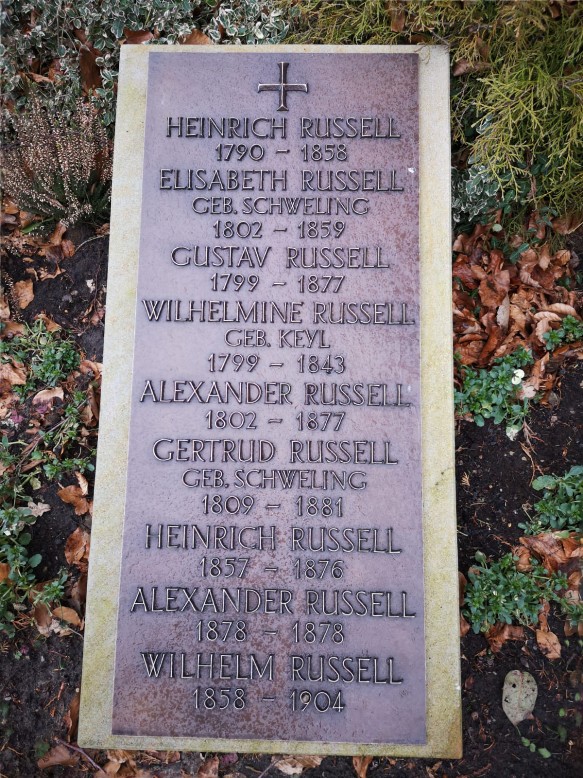 HEINRICH RUSSELL
1790 – 1858
ELISABETH RUSSELL
GEB. SCHWELING
1802 – 1859
GUSTAV RUSSELL
1799 – 1877
WILHELMINE RUSSELL
GEB. KEYL
1799 – 1843
ALEXANDER RUSSELL
1802 – 1877
GERTRUD RUSSELL
GEB. SCHWELING
1809 – 1881
HEINRICH RUSSELL
1857 – 1876
ALEXANDER RUSSELL
1878 – 1878
WILHELM RUSSELL
1858 – 1904